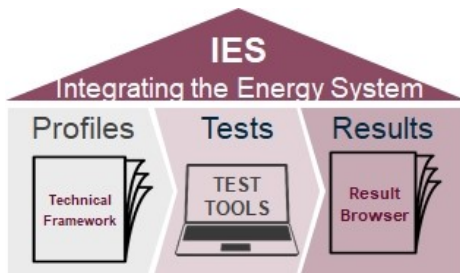 IES
Integrating the Energy System
Profiles
Tests
Results
Technical
Framework
TEST
TOOLS
Result
Browser